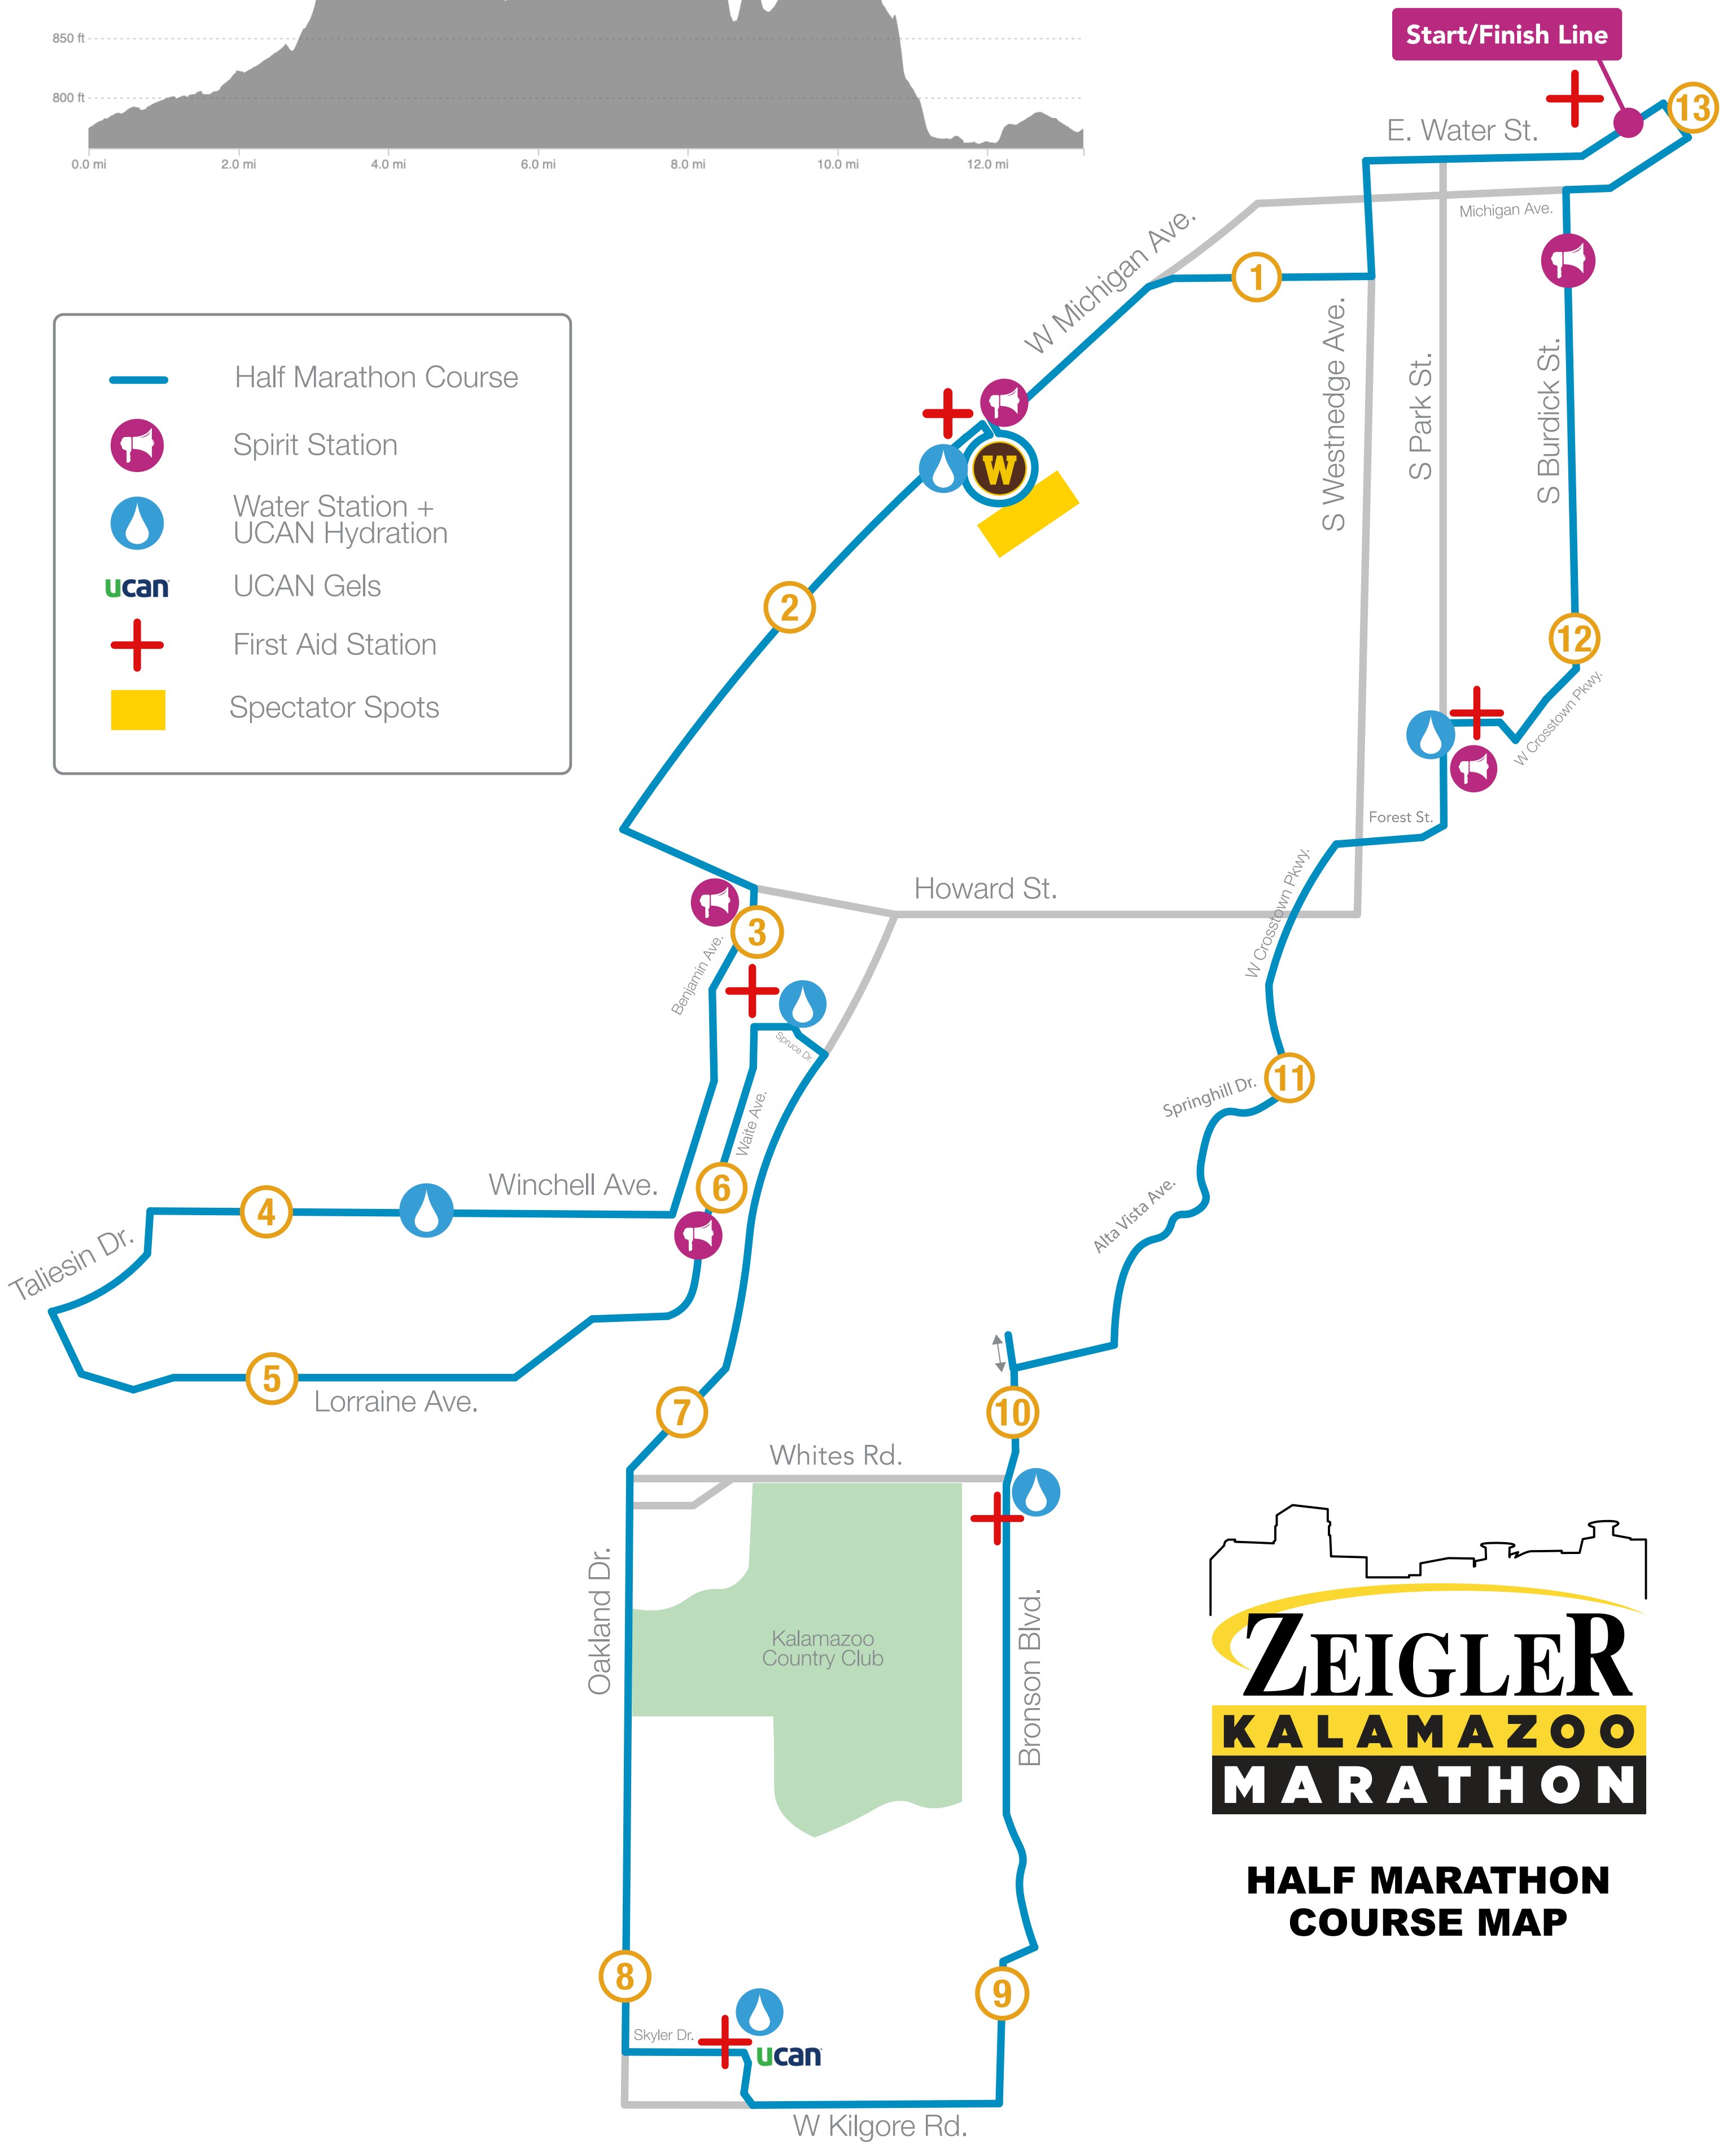 850 ft
800 ft
0.0 mi
2.0 mi
4.0 mi
6.0 mi
8.0 mi
10.0 mi
12.0 mi
Start/Finish Line
13
E. Water St.
Michigan Ave.
W Michigan Ave.
1
Half Marathon Course
Spirit Station
Water Station +
UCAN Hydration
ucan
UCAN Gels
First Aid Station
Spectator Spots
W
S Westnedge Ave.
S Park St.
S Burdick St.
2
12
W Crosstown Pkwy.
Forest St.
Howard St.
3
Benjamin Ave.
W Crosstown Pkwy.
Spruce Dr.
11
Springhill Dr.
Waite Ave.
6
Winchell Ave.
4
Alta Vista Ave.
Taliesin Dr.
5
Lorraine Ave.
7
10
Whites Rd.
Oakland Dr.
Kalamazoo
Country Club
Bronson Blvd.
ZEIGLER
KALAMAZOO
MARATHON
HALF MARATHON
COURSE MAP
8
9
Skyler Dr.
ucan
W Kilgore Rd.